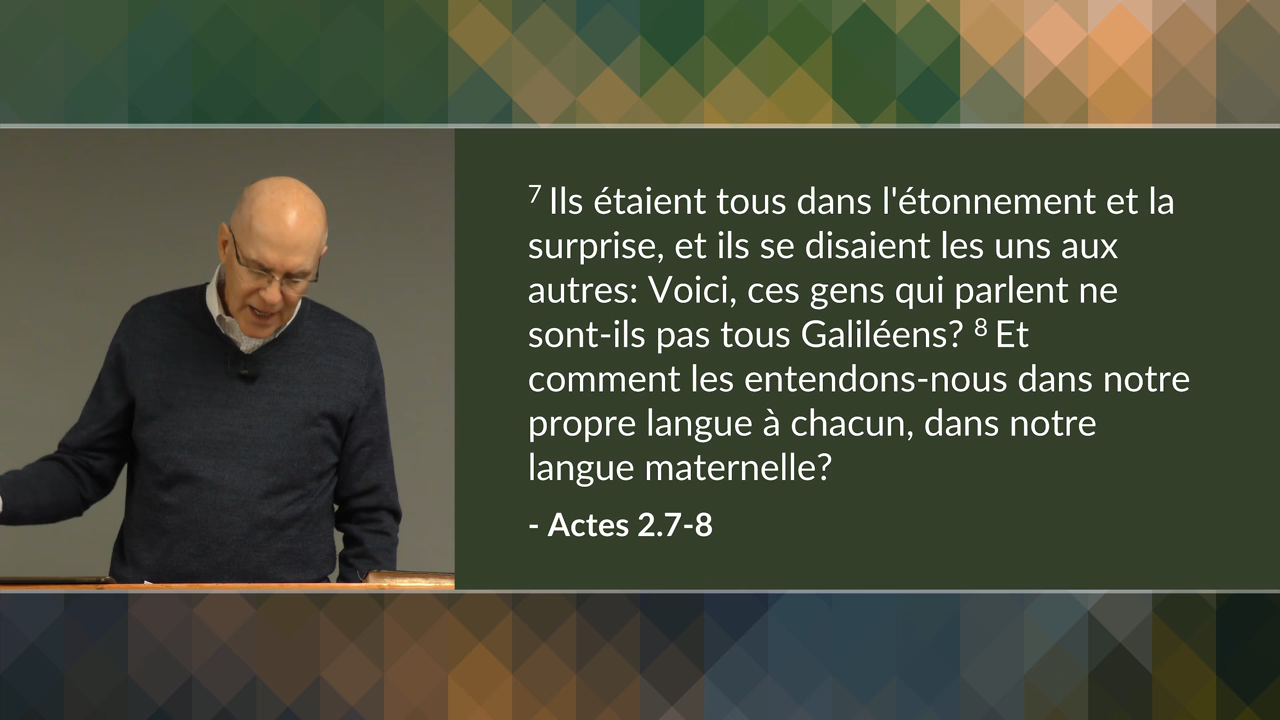 7 Ils étaient tous dans l'étonnement et la
surprise, et ils se disaient les uns aux
autres: Voici, ces gens qui parlent ne
sont-ils pas tous Galiléens? 8 Et
comment les entendons-nous dans notre
propre langue à chacun, dans notre
langue maternelle?
- Actes 2.7-8